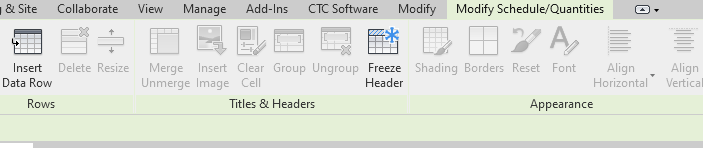 & Site Collaborate View Manage Add-Ins CTC Software Modify Modify Schedule/Quantities
Insert Data Row Delete Resize Merge Unmerge Insert Image Clear Cell Group Ungroup Freeze Header Shading Borders Reset Font Align Horizontal Align Vertical
Rows Titles & Headers Appearance